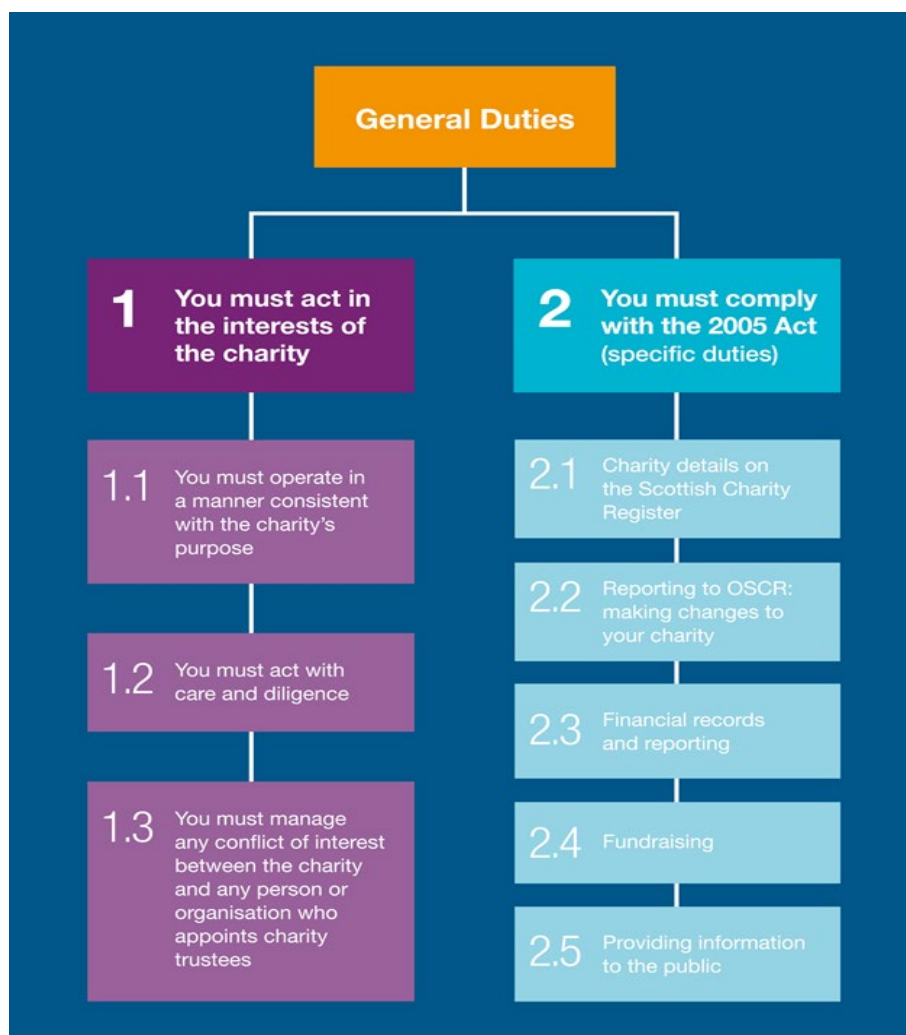 General Duties
1
You must act in
the interests of
the charity
1.1
You must operate in
a manner consistent
with the charity’s
purpose
1.2
You must act with
care and diligence
1.3
You must manage
any conflict of interest
between the charity
and any person or
organisation who
appoints charity
trustees
2
You must comply
with the 2005 Act
(specific duties)
2.1
Charity details on
the Scottish Charity
Register
2.2
Reporting to OSCR:
making changes to
your charity
2.3
Financial records
and reporting
2.4
Fundraising
2.5
Providing information
to the public